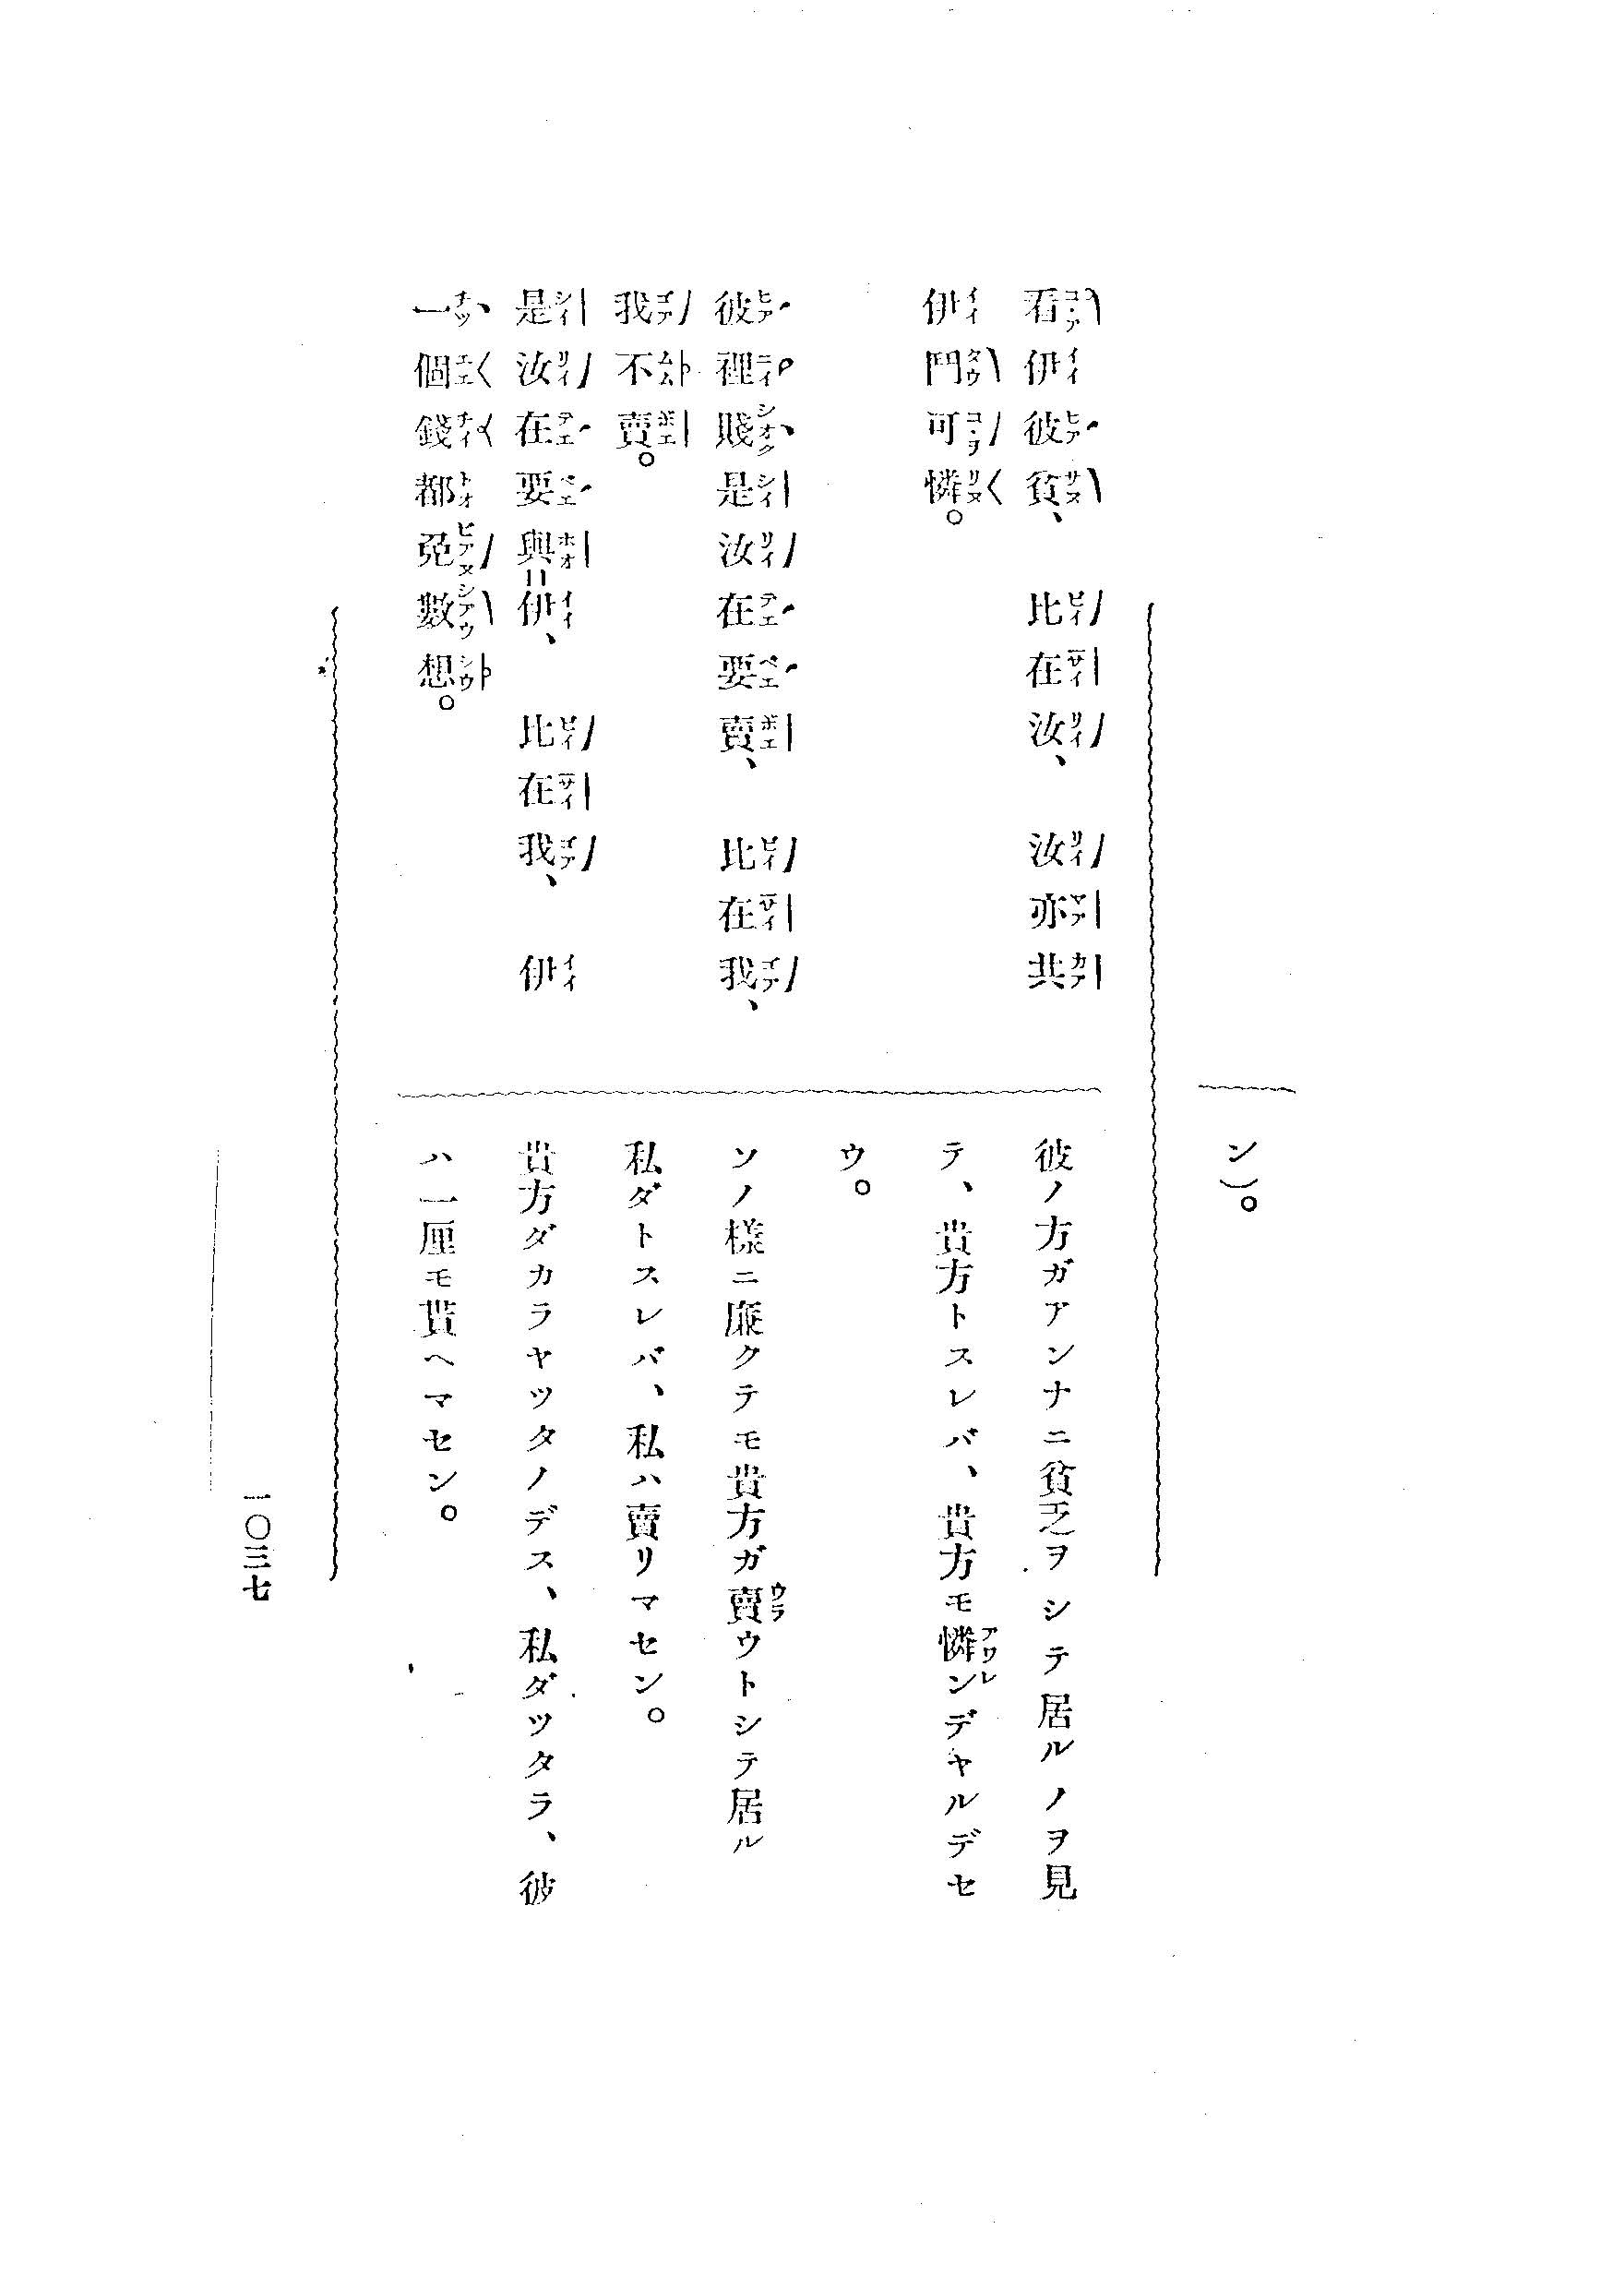 ン)。
看伊彼貧、比在汝、汝亦共
伊鬥可憐。
彼裡賤是汝在要賣、比在我、
我不賣。
是汝在要與=伊、比在我、伊
一個錢都免數想。
彼ノ方ガアンナニ貧乏ヲシテ居ルノヲ見
テ、貴方トスレバ、貴方モ憐ンデヤルデセ
ウ。
ソノ樣ニ廉クテモ貴方ガ賣ウトシテ居ル
私ダトスレバ、私ハ賣リマセン。
貴方ダカラヤッタノデス、私ダッタラ、彼
ハ一厘モ貰ヘマセン。
一〇三七